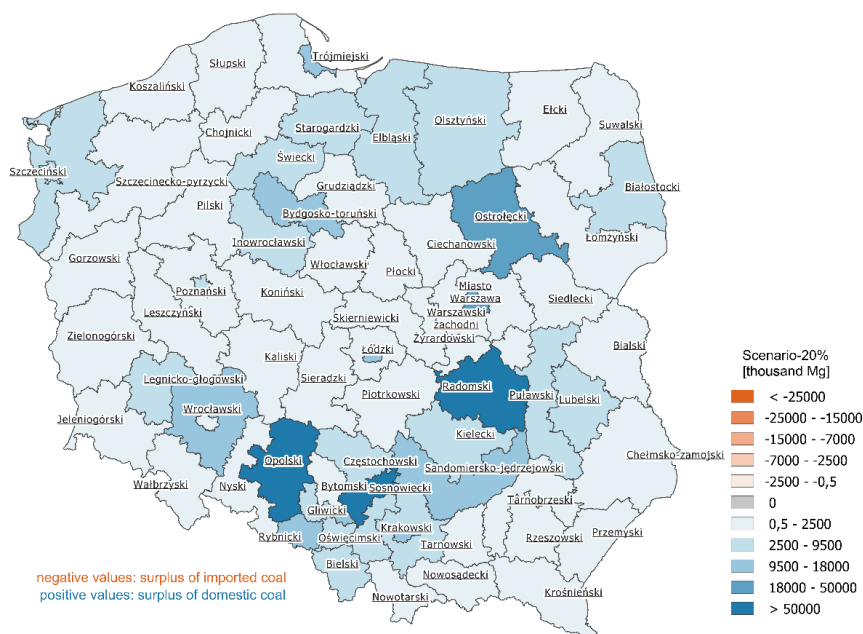 Trójmiejski
Słupski
Koszaliński
Ełcki
Olsztyński
Suwalski
Starogardzki
Chojnicki
Elbląski
Świecki
Szczeciński
Szczecinecko-pyrzycki
Grudziądzki
Białostocki
Pilski
Bydgosko-toruński
Ostrołęcki
Inowrocławski
Ciechanowski
Łomżyński
Gorzowski
Włocławski
Płocki
Poznański
Koniński
Miasto
Warszawa
Siedlecki
Leszczyński
Skierniewicki
Warszawski
zachodni
Żyrardowski
Zielonogórski
Łódzki
Kaliski
Bialski
Legnicko-głogowski
Sieradzki
Radomski
Piotrkowski
Puławski
Lubelski
Wrocławski
Jeleniogórski
Kielecki
Opolski
Częstochowski
Sandomiersko-jędrzejowski
Chełmsko-zamojski
Wałbrzyski
Nyski
Bytomski
Sosnowiecki
Tarnobrzeski
Gliwicki
Rybnicki
Oświęcimski
Krakowski
Tarnowski
Rzeszowski
Przemyski
Bielski
Nowosądecki
Nowotarski
Krośnieński
negative values: surplus of imported coal
positive values: surplus of domestic coal
Scenario-20%
[thousand Mg]
< -25000
-25000 - -15000
-15000 - -7000
-7000 - -2500
-2500 - -0,5
0
0,5 - 2500
2500 - 9500
9500 - 18000
18000 - 50000
> 50000